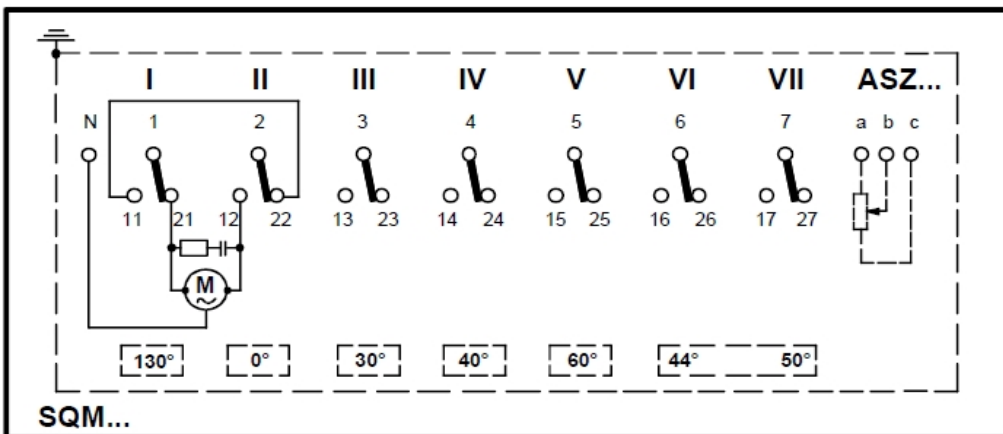 I II III IV V VI VII ASZ...
N 1 2 3 4 5 6 7 a b c
11 21 12 22 13 23 14 24 15 25 16 26 17 27
M
~
130° 0° 30° 40° 60° 44° 50°
SQM...